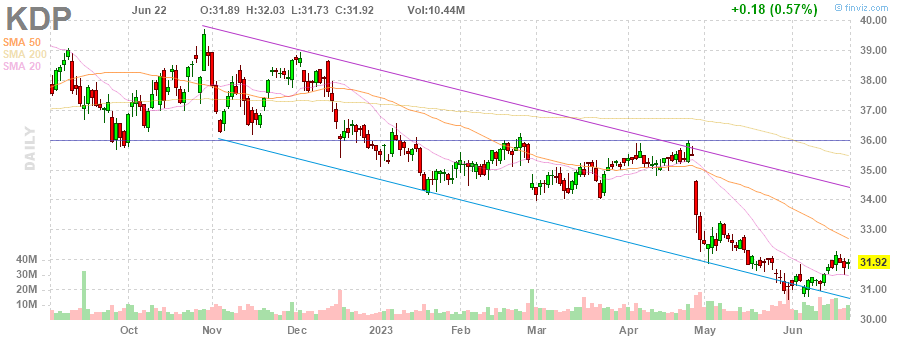 KDP Jun 22 O:31.89 H:32.03 L:31.73 C:31.92 Vol:10.44M +0.18 (0.57%) © finviz.com
SMA 50
SMA 200
SMA 20
DAILY
40.00
39.00
38.00
37.00
36.00
35.00
34.00
33.00
31.92
31.00
30.00
40M
30M
20M
10M
Oct Nov Dec 2023 Feb Mar Apr May Jun